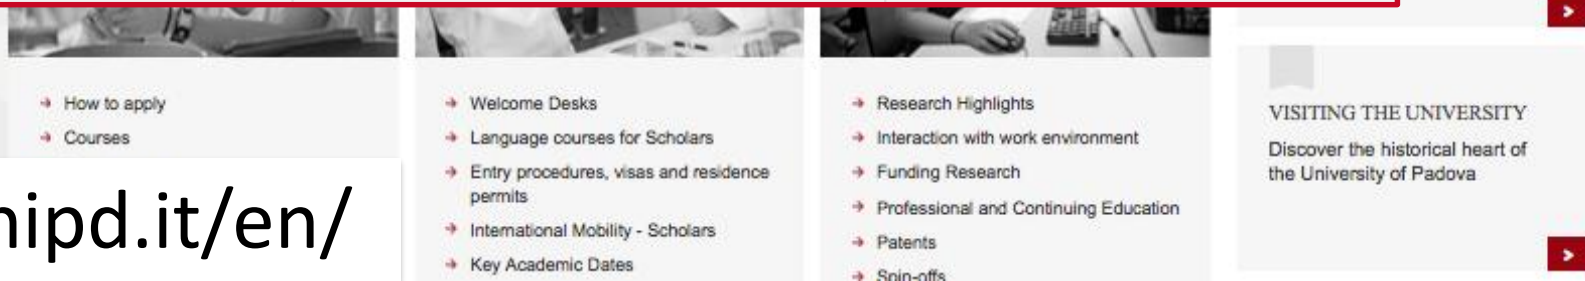 How to apply
Courses
nipd.it/en/
Welcome Desks
Language courses for Scholars
Entry procedures, visas and residence
permits
International Mobility - Scholars
Key Academic Dates
Research Highlights
Interaction with work environment
Funding Research
Professional and Continuing Education
Patents
Spin-offs
VISITING THE UNIVERSITY
Discover the historical heart of
the University of Padova